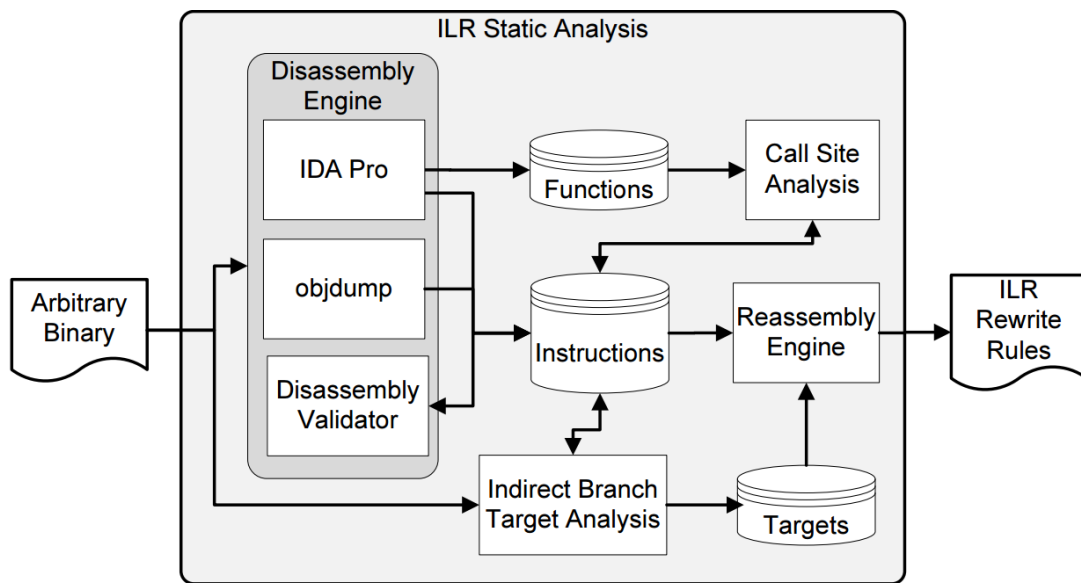 ILR Static Analysis
Disassembly
Engine
IDA Pro
Functions
Call Site
Analysis
objdump
Arbitrary
Binary
Instructions
Reassembly
Engine
ILR
Rewrite
Rules
Disassembly
Validator
Indirect Branch
Target Analysis
Targets